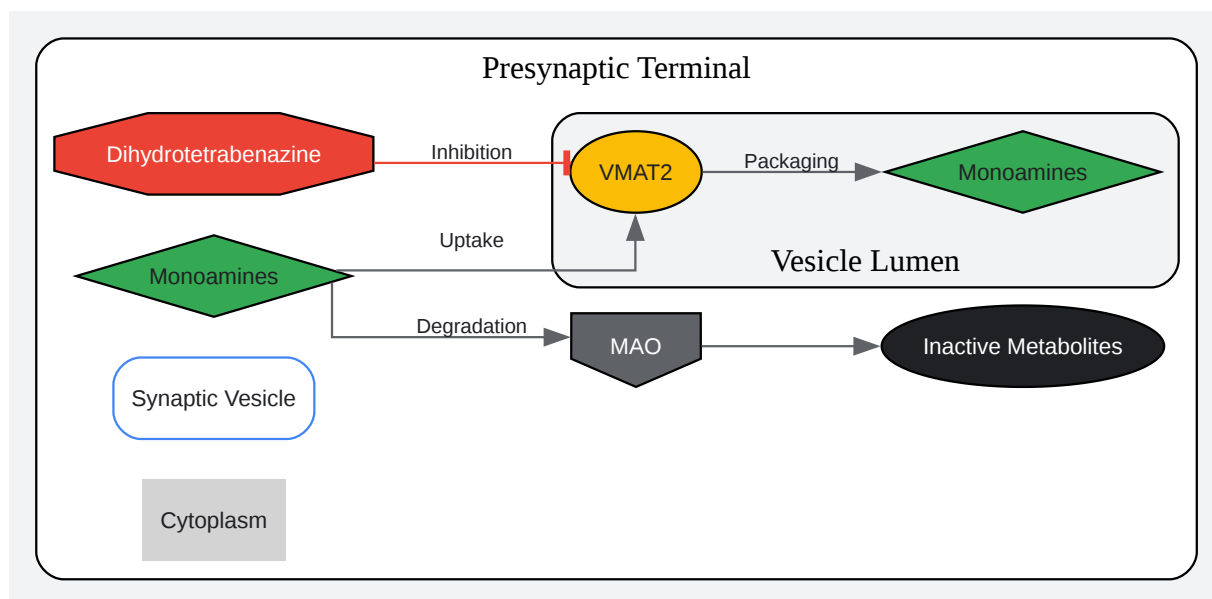 Presynaptic Terminal
Dihydrotetrabenazine
Inhibition
VMAT2
Packaging
Monoamines
Uptake
Monoamines
Vesicle Lumen
Degradation
MAO
Inactive Metabolites
Synaptic Vesicle
Cytoplasm